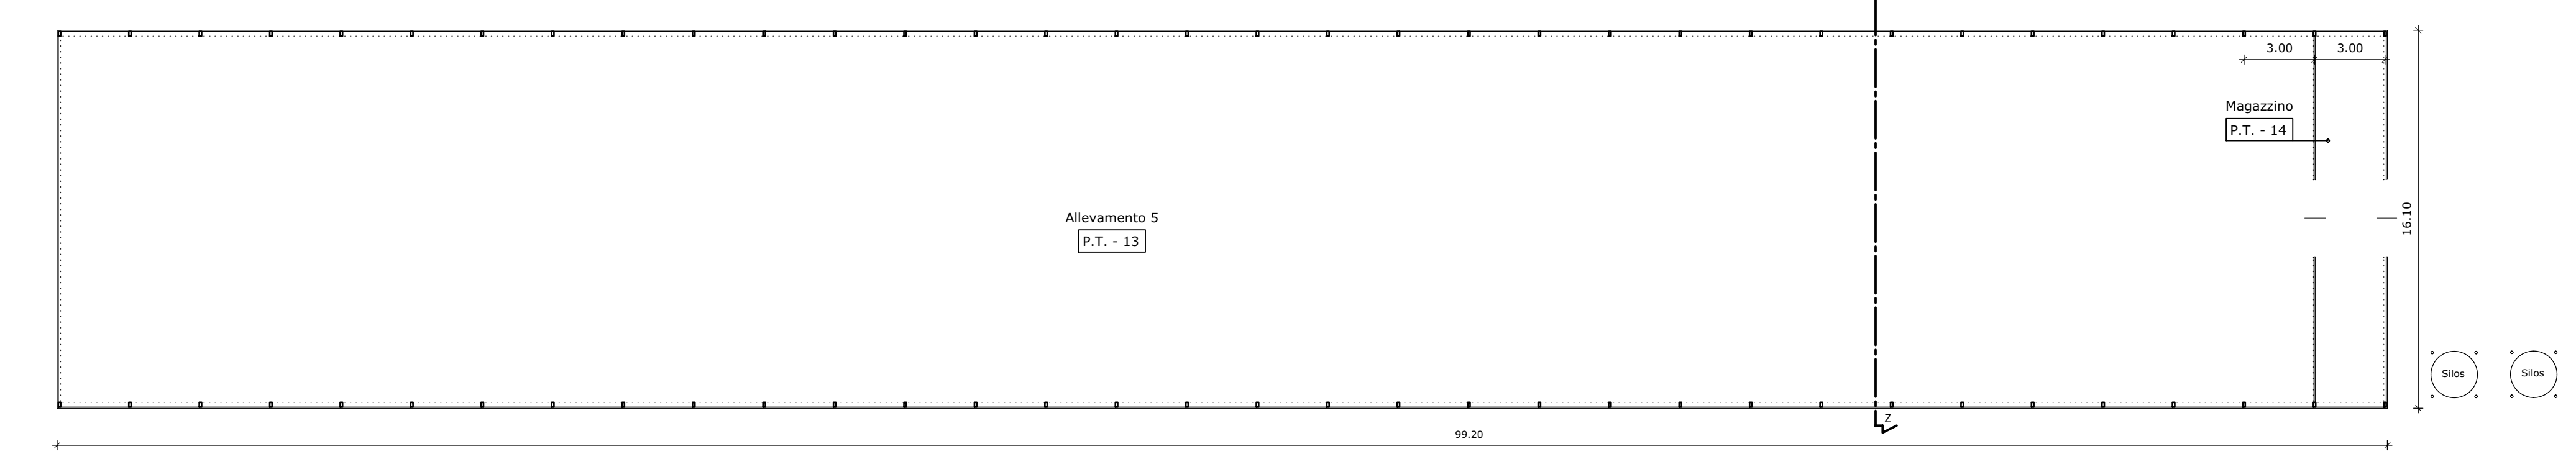 3.00
3.00
Magazzino
P.T. - 14
Allevamento 5
P.T. - 13
16.10
Silos
Silos
Z
99.20